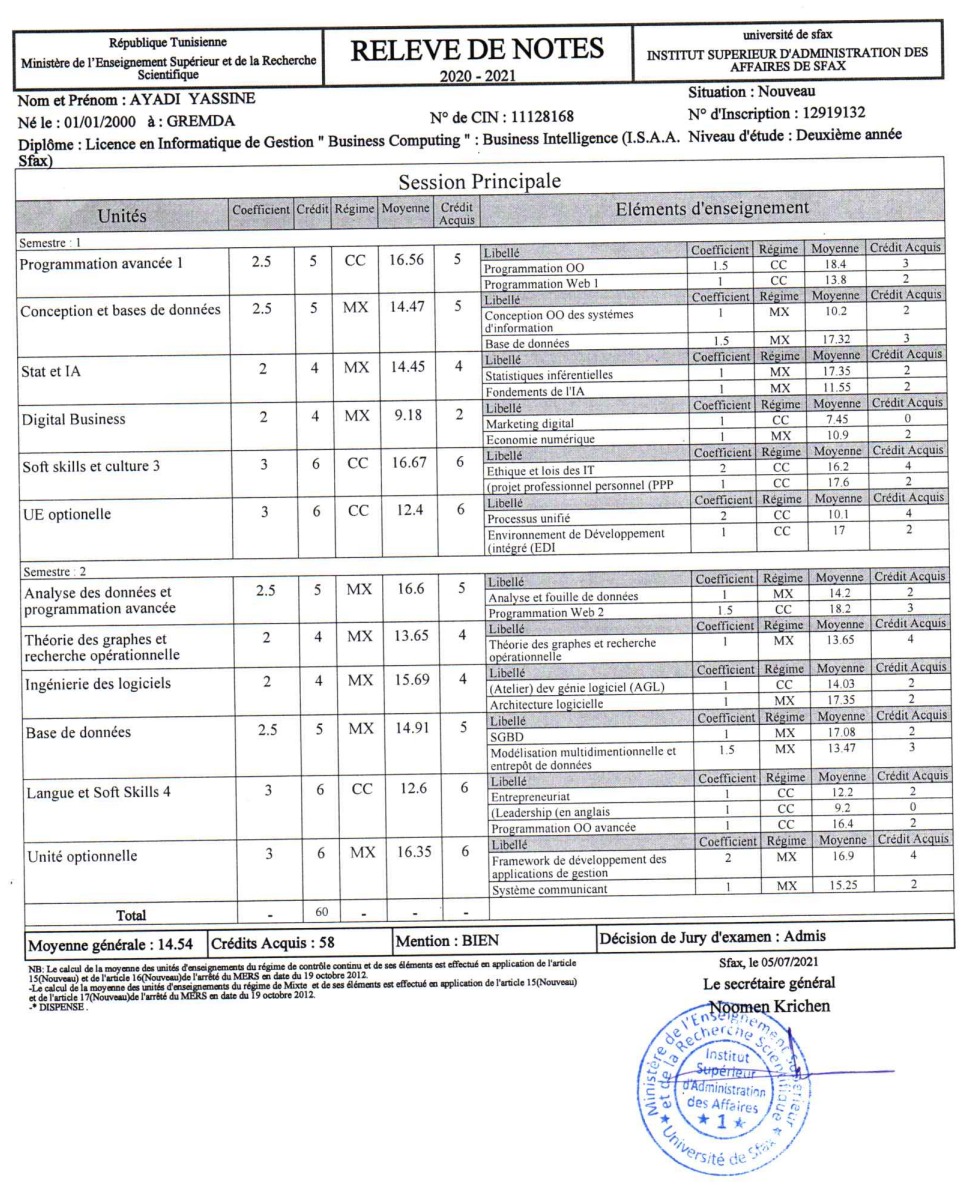 République Tunisienne
Ministère de l'Enseignement Supérieur et de la Recherche
Scientifique
RELEVE DE NOTES
2020 - 2021
université de sfax
INSTITUT SUPERIEUR D'ADMINISTRATION DES
AFFAIRES DE SFAX
Nom et Prénom : AYADI YASSINE
Situation : Nouveau
Né le : 01/01/2000 à : GREMDA
N° de CIN : 11128168
N° d'Inscription : 12919132
Diplôme : Licence en Informatique de Gestion " Business Computing " : Business Intelligence (I.S.A.A. Niveau d'étude : Deuxième année
Sfax)
Session Principale
Unités Coefficient Crédit Régime Moyenne Crédit Acquis Eléments d'enseignement
Semestre : 1
Programmation avancée 1 2.5 5 CC 16.56 5
Libellé Coefficient Régime Moyenne Crédit Acquis
Programmation OO 1.5 CC 18.4 3
Programmation Web 1 1 CC 13.8 2
Conception et bases de données 2.5 5 MX 14.47 5
Libellé Coefficient Régime Moyenne Crédit Acquis
Conception OO des systèmes 1 MX 10.2 2
d'information
Base de données 1.5 MX 17.32 3
Stat et IA 2 4 MX 14.45 4
Libellé Coefficient Régime Moyenne Crédit Acquis
Statistiques inférentielles 1 MX 17.35 2
Fondements de l'IA 1 MX 11.55 2
Digital Business 2 4 MX 9.18 2
Libellé Coefficient Régime Moyenne Crédit Acquis
Marketing digital 1 CC 7.45 0
Economie numérique 1 MX 10.9 2
Soft skills et culture 3 3 6 CC 16.67 6
Libellé Coefficient Régime Moyenne Crédit Acquis
Ethique et lois des IT 2 CC 16.2 4
(projet professionnel personnel (PPP 1 CC 17.6 2
UE optionelle 3 6 CC 12.4 6
Libellé Coefficient Régime Moyenne Crédit Acquis
Processus unifié 2 CC 10.1 4
Environnement de Développement 1 CC 17 2
(intégré (EDI
Semestre : 2
Analyse des données et
programmation avancée 2.5 5 MX 16.6 5
Libellé Coefficient Régime Moyenne Crédit Acquis
Analyse et fouille de données 1 MX 14.2 2
Programmation Web 2 1.5 CC 18.2 3
Théorie des graphes et
recherche opérationnelle 2 4 MX 13.65 4
Libellé Coefficient Régime Moyenne Crédit Acquis
Théorie des graphes et recherche 1 MX 13.65 4
opérationnelle
Ingénierie des logiciels 2 4 MX 15.69 4
Libellé Coefficient Régime Moyenne Crédit Acquis
(Atelier) dev génie logiciel (AGL) 1 CC 14.03 2
Architecture logicielle 1 MX 17.35 2
Base de données 2.5 5 MX 14.91 5
Libellé Coefficient Régime Moyenne Crédit Acquis
SGBD 1 MX 17.08 2
Modélisation multidimentionnelle et 1.5 MX 13.47 3
entrepôt de données
Langue et Soft Skills 4 3 6 CC 12.6 6
Libellé Coefficient Régime Moyenne Crédit Acquis
Entrepreneuriat 1 CC 12.2 2
(Leadership (en anglais 1 CC 9.2 0
Programmation OO avancée 1 CC 16.4 2
Unité optionnelle 3 6 MX 16.35 6
Libellé Coefficient Régime Moyenne Crédit Acquis
Framework de développement des 2 MX 16.9 4
applications de gestion
Système communicant 1 MX 15.25 2
Total - 60 - - -
Moyenne générale : 14.54 Crédits Acquis : 58 Mention : BIEN Décision de Jury d'examen : Admis
NB: Le calcul de la moyenne des unités d'enseignements du régime de contrôle continu et de ses éléments est effectué en application de l'article
15(Nouveau) et de l'article 16(Nouveau)de l'arrêté du MERS en date du 19 octobre 2012.
-Le calcul de la moyenne des unités d'enseignements du régime de Mixte et de ses éléments est effectué en application de l'article 15(Nouveau)
et de l'article 17(Nouveau)de l'arrêté du MERS en date du 19 octobre 2012.
-* DISPENSE .
Sfax, le 05/07/2021
Le secrétaire général
Noomen Krichen
Ministère de l'Enseignement Supérieur
et de la Recherche Scientifique
Institut
Supérieur
d'Administration
des Affaires
* 1 *
* Université de Sfax *